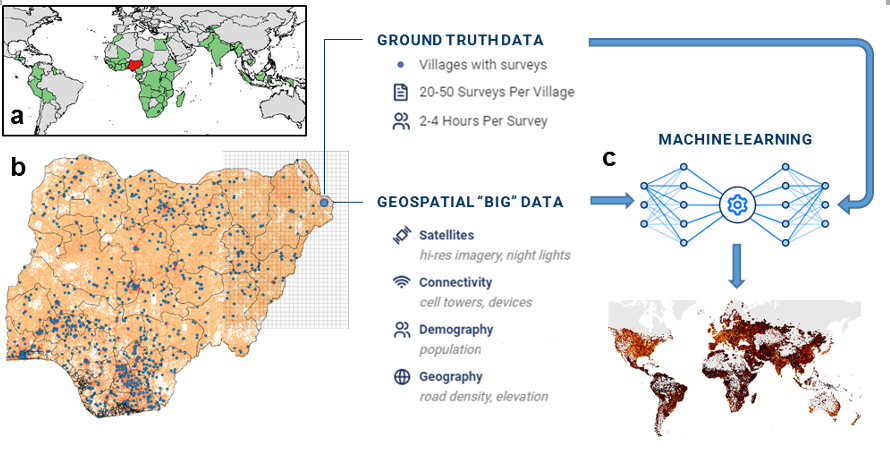 a
GROUND TRUTH DATA
Villages with surveys
20-50 Surveys Per Village
2-4 Hours Per Survey
b
GEOSPATIAL “BIG” DATA
Satellites
hi-res imagery, night lights
Connectivity
cell towers, devices
Demography
population
Geography
road density, elevation
c
MACHINE LEARNING